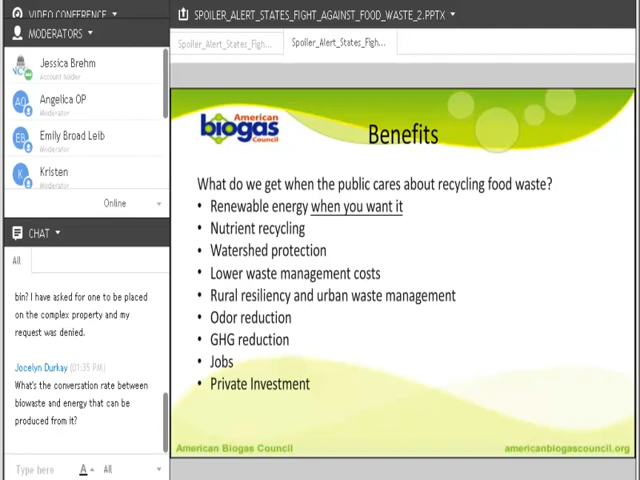 VIDEO CONFERENCE
SPOILER_ALERT_STATES_FIGHT_AGAINST_FOOD_WASTE_2.PPTX
MODERATORS
Spoiler_Alert_States_Figh...
Spoiler_Alert_States_Figh...
Jessica Brehm
Account holder
AO
Angelica OP
Moderator
EB
Emily Broad Leib
Moderator
K
Kristen
Moderator
Online
CHAT
All
bin? I have asked for one to be placed
on the complex property and my
request was denied.
Jocelyn Durkay (01:35 PM)
What's the conversation rate between
biowaste and energy that can be
produced from it?
Type here
A
All
American
biogas
Council
Benefits
What do we get when the public cares about recycling food waste?
• Renewable energy when you want it
• Nutrient recycling
• Watershed protection
• Lower waste management costs
• Rural resiliency and urban waste management
• Odor reduction
• GHG reduction
• Jobs
• Private Investment
American Biogas Council
americanbiogascouncil.org